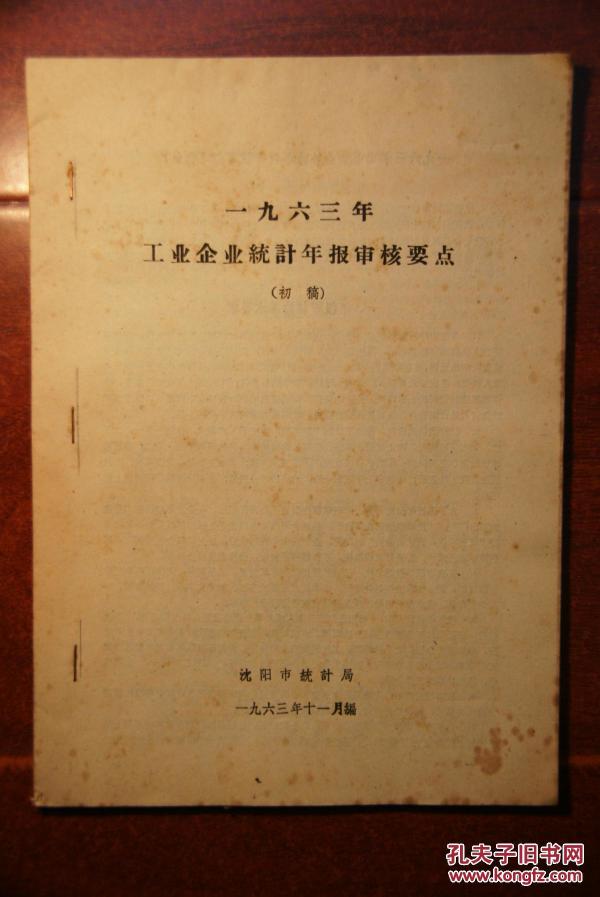 一九六三年
工业企业統計年报审核要点
（初稿）
沈阳市統計局
一九六三年十一月編
孔夫子旧书网
www.kongfz.com